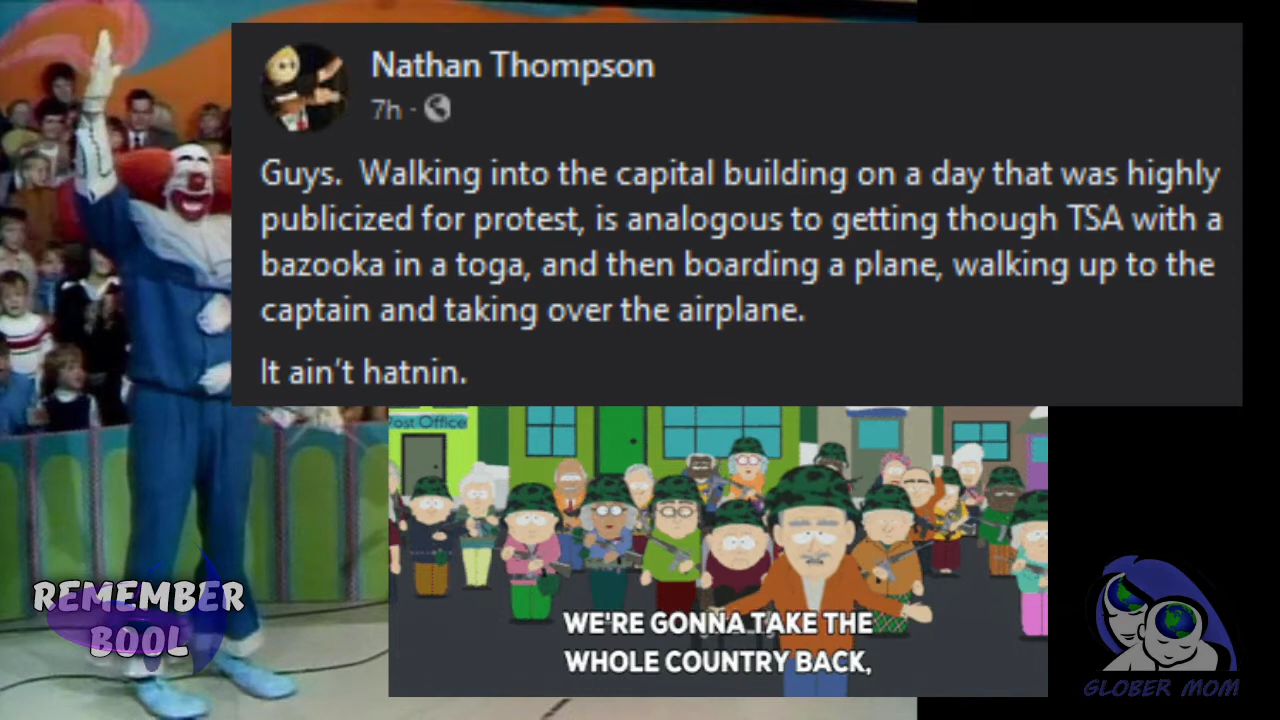 Nathan Thompson
7h ·
Guys. Walking into the capital building on a day that was highly
publicized for protest, is analogous to getting though TSA with a
bazooka in a toga, and then boarding a plane, walking up to the
captain and taking over the airplane.
It ain't hatnin.
Post Office
WE'RE GONNA TAKE THE
WHOLE COUNTRY BACK,
REMEMBER
BOOL
GLOBER MOM